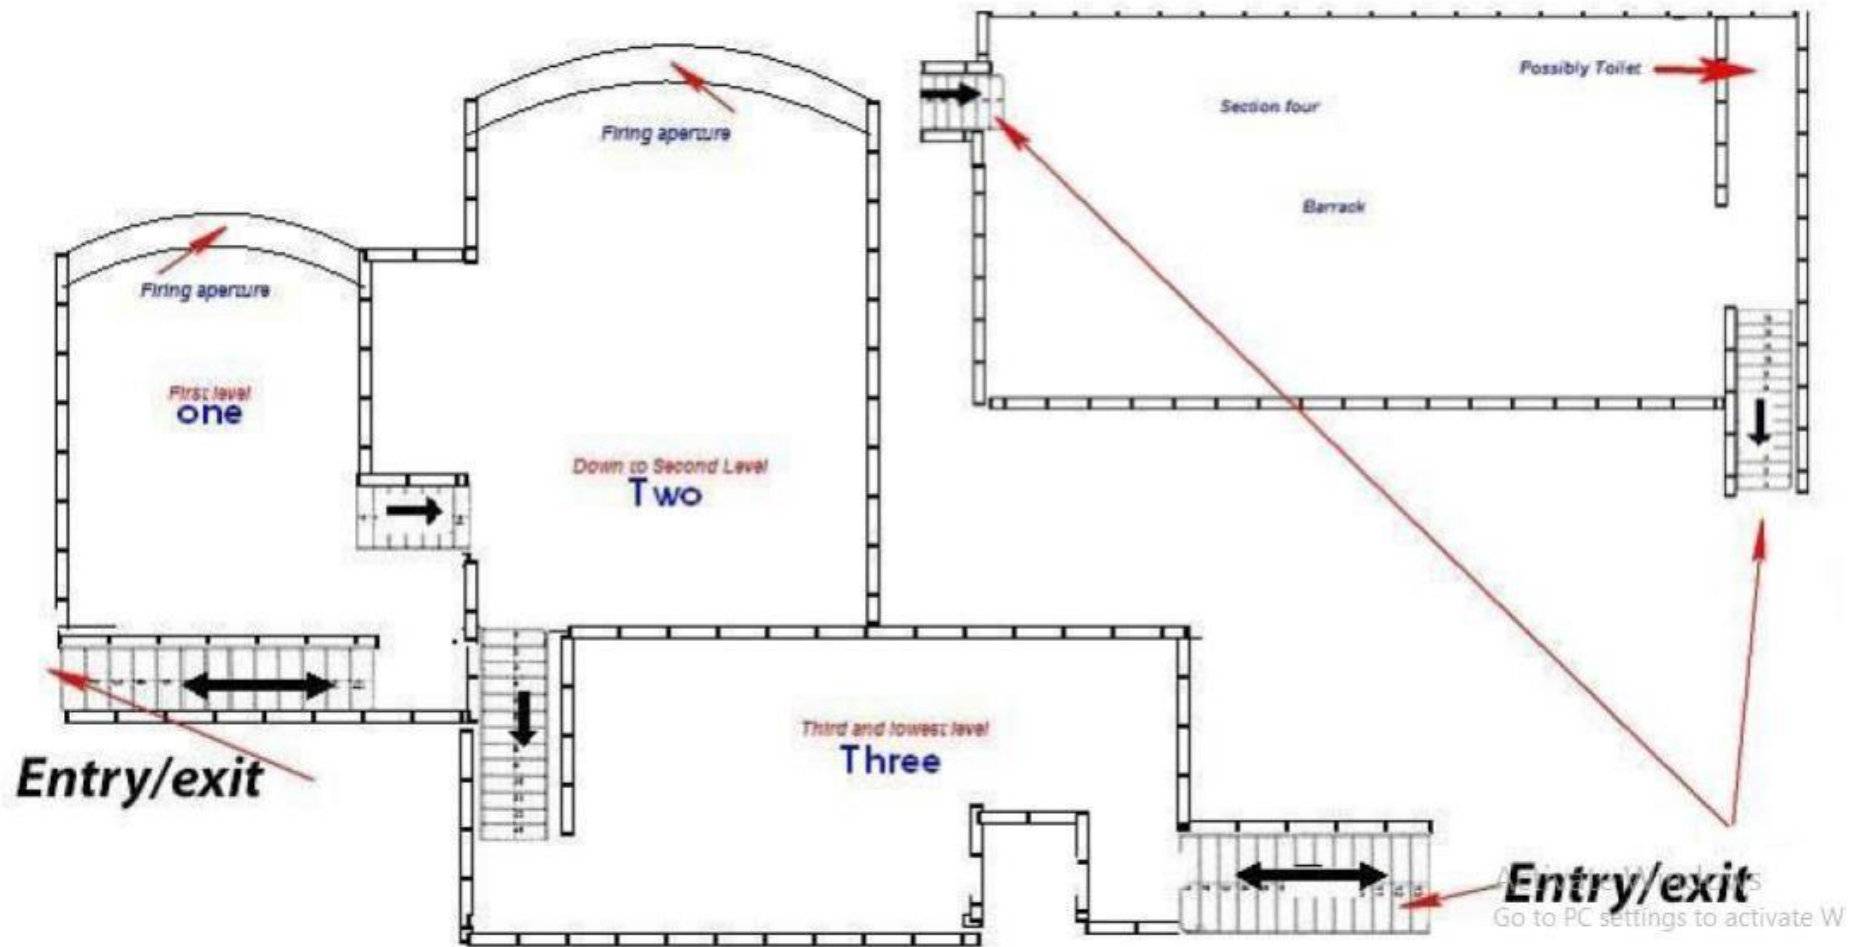 Possibly Toilet
Section four
Firing aperture
Barrack
Firing aperture
First level
one
Down to Second Level
Two
Third and lowest level
Three
Entry/exit
Entry/exit
Go to PC settings to activate W